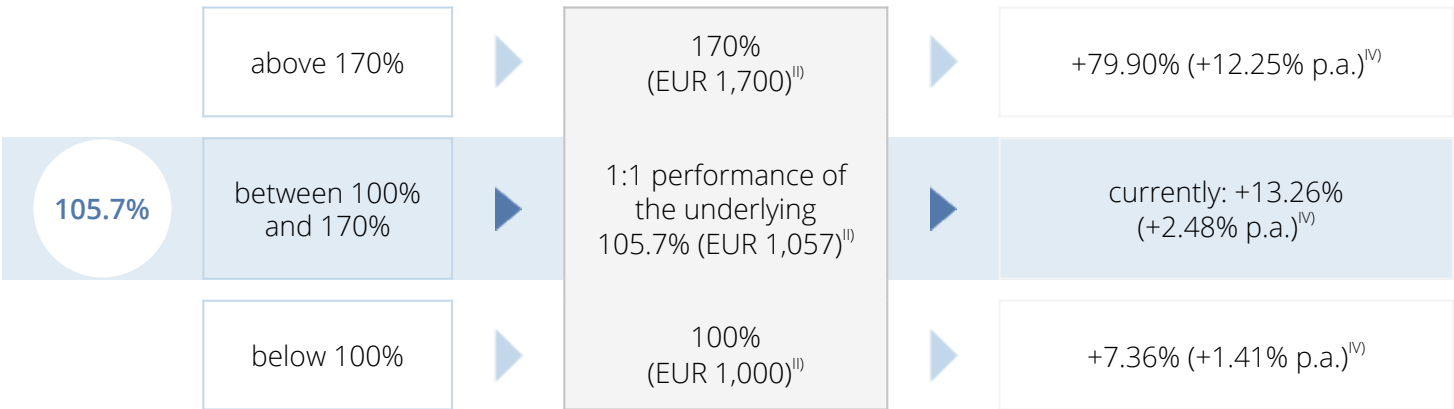 above 170%
170%
(EUR 1,700)II)
+79.90% (+12.25% p.a.)IV)
105.7%
between 100%
and 170%
1:1 performance of
the underlying
105.7% (EUR 1,057)II)
currently: +13.26%
(+2.48% p.a.)IV)
below 100%
100%
(EUR 1,000)II)
+7.36% (+1.41% p.a.)IV)